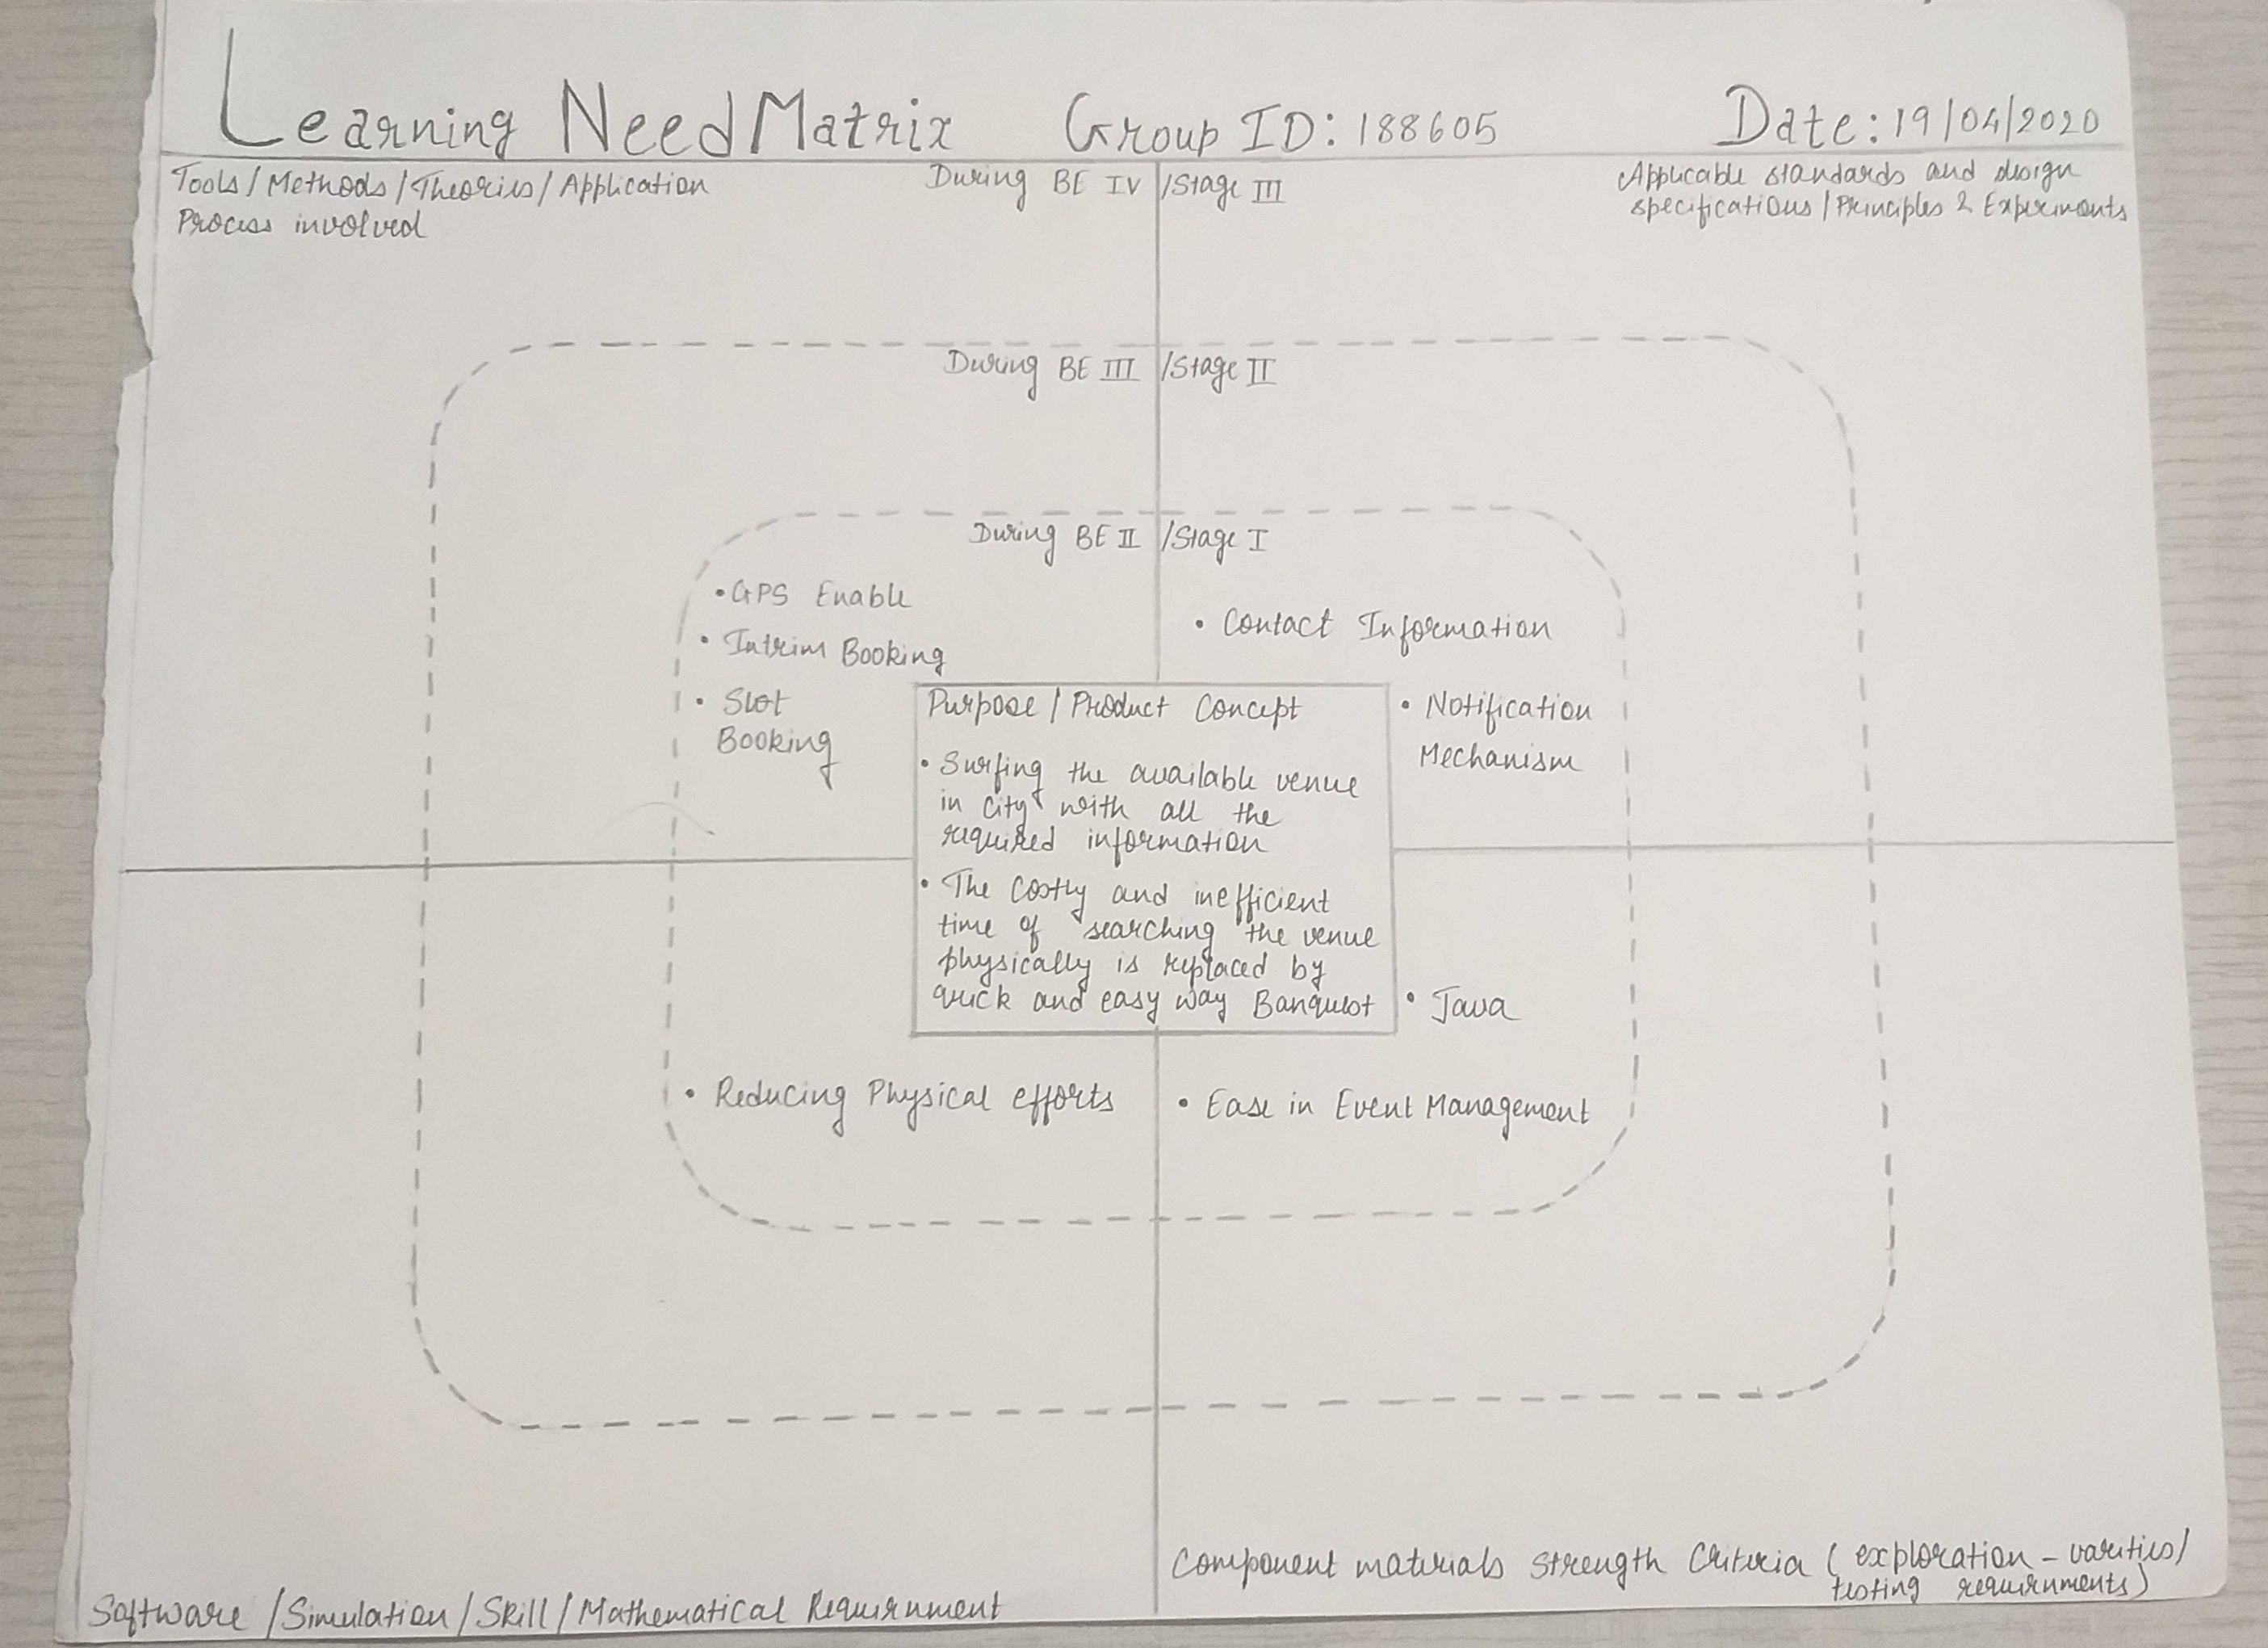 Learning Need Matrix Group ID: 188605 Date: 19/04/2020
Tools / Methods / Theories / Application
Process involved
During BE IV / Stage III
Applicable standards and design
specifications / Principles & Experiments
During BE III / Stage II
During BE II / Stage I
• GPS Enable
• Intrim Booking
• Slot
Booking
• Contact Information
• Notification
Mechanism
Purpose / Product Concept
• Surfing the available venue
in city with all the
required information
• The costly and inefficient
time of searching the venue
physically is replaced by
quick and easy way Banquest
• Java
• Reducing Physical efforts
• Ease in Event Management
Component materials strength Criteria ( exploration - varities/
testing requirnments)
Software / Simulation / Skill / Mathematical Requirnment